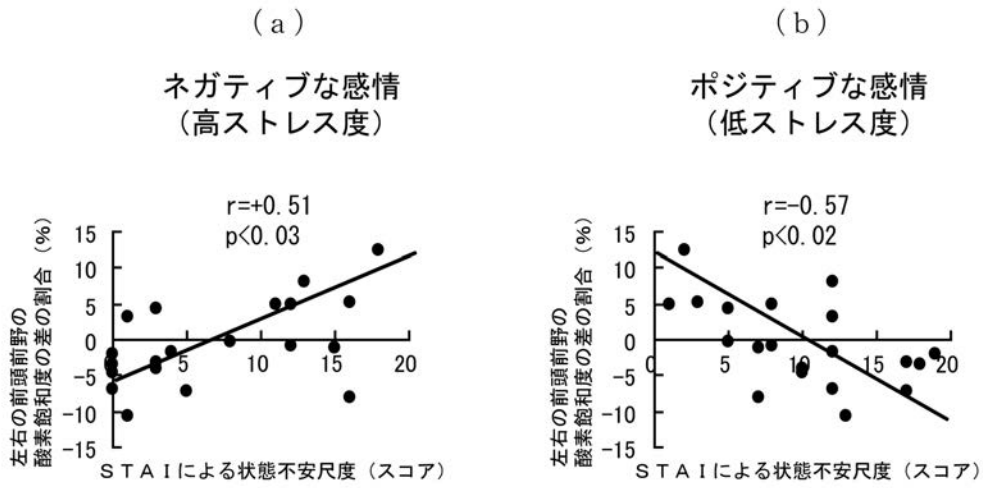 （a）
ネガティブな感情
（高ストレス度）
r=+0.51
p<0.03
左右の前頭前野の
酸素飽和度の差の割合（%）
15
10
5
0
-5
-10
-15
5
10
15
20
ＳＴＡＩによる状態不安尺度（スコア）
（b）
ポジティブな感情
（低ストレス度）
r=-0.57
p<0.02
左右の前頭前野の
酸素飽和度の差の割合（%）
15
10
5
0
-5
-10
-15
0
5
10
15
20
ＳＴＡＩによる状態不安尺度（スコア）